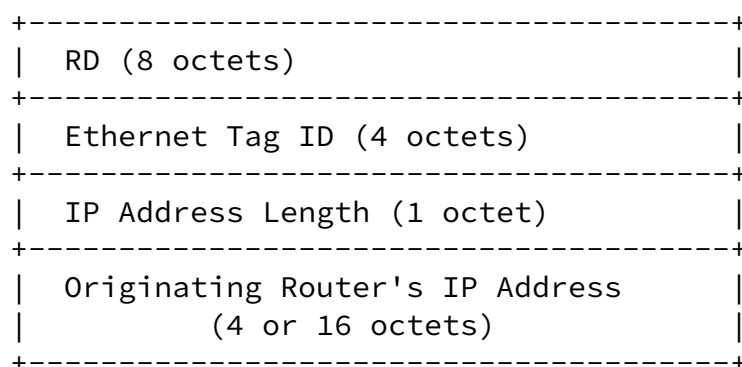 +---------------------------------------+
|  RD (8 octets)                        |
+---------------------------------------+
|  Ethernet Tag ID (4 octets)           |
+---------------------------------------+
|  IP Address Length (1 octet)          |
+---------------------------------------+
|  Originating Router's IP Address      |
|          (4 or 16 octets)             |
+---------------------------------------+